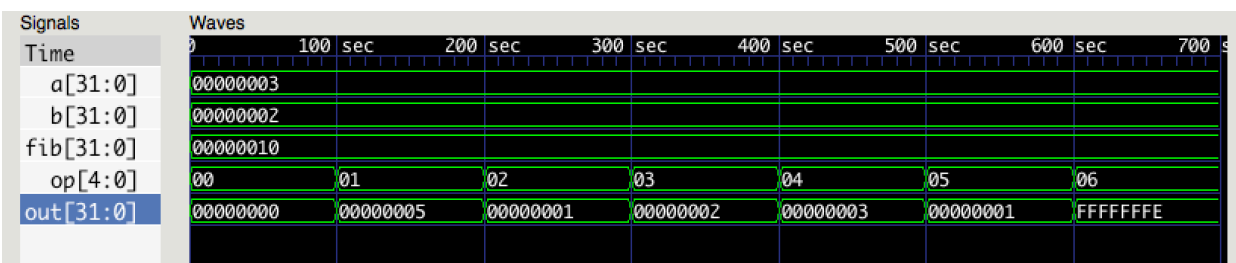 Signals Waves
Time 0 100 sec 200 sec 300 sec 400 sec 500 sec 600 sec 700 s
a[31:0] 00000003
b[31:0] 00000002
fib[31:0] 00000010
op[4:0] 00 01 02 03 04 05 06
out[31:0] 00000000 00000005 00000001 00000002 00000003 00000001 FFFFFFFE